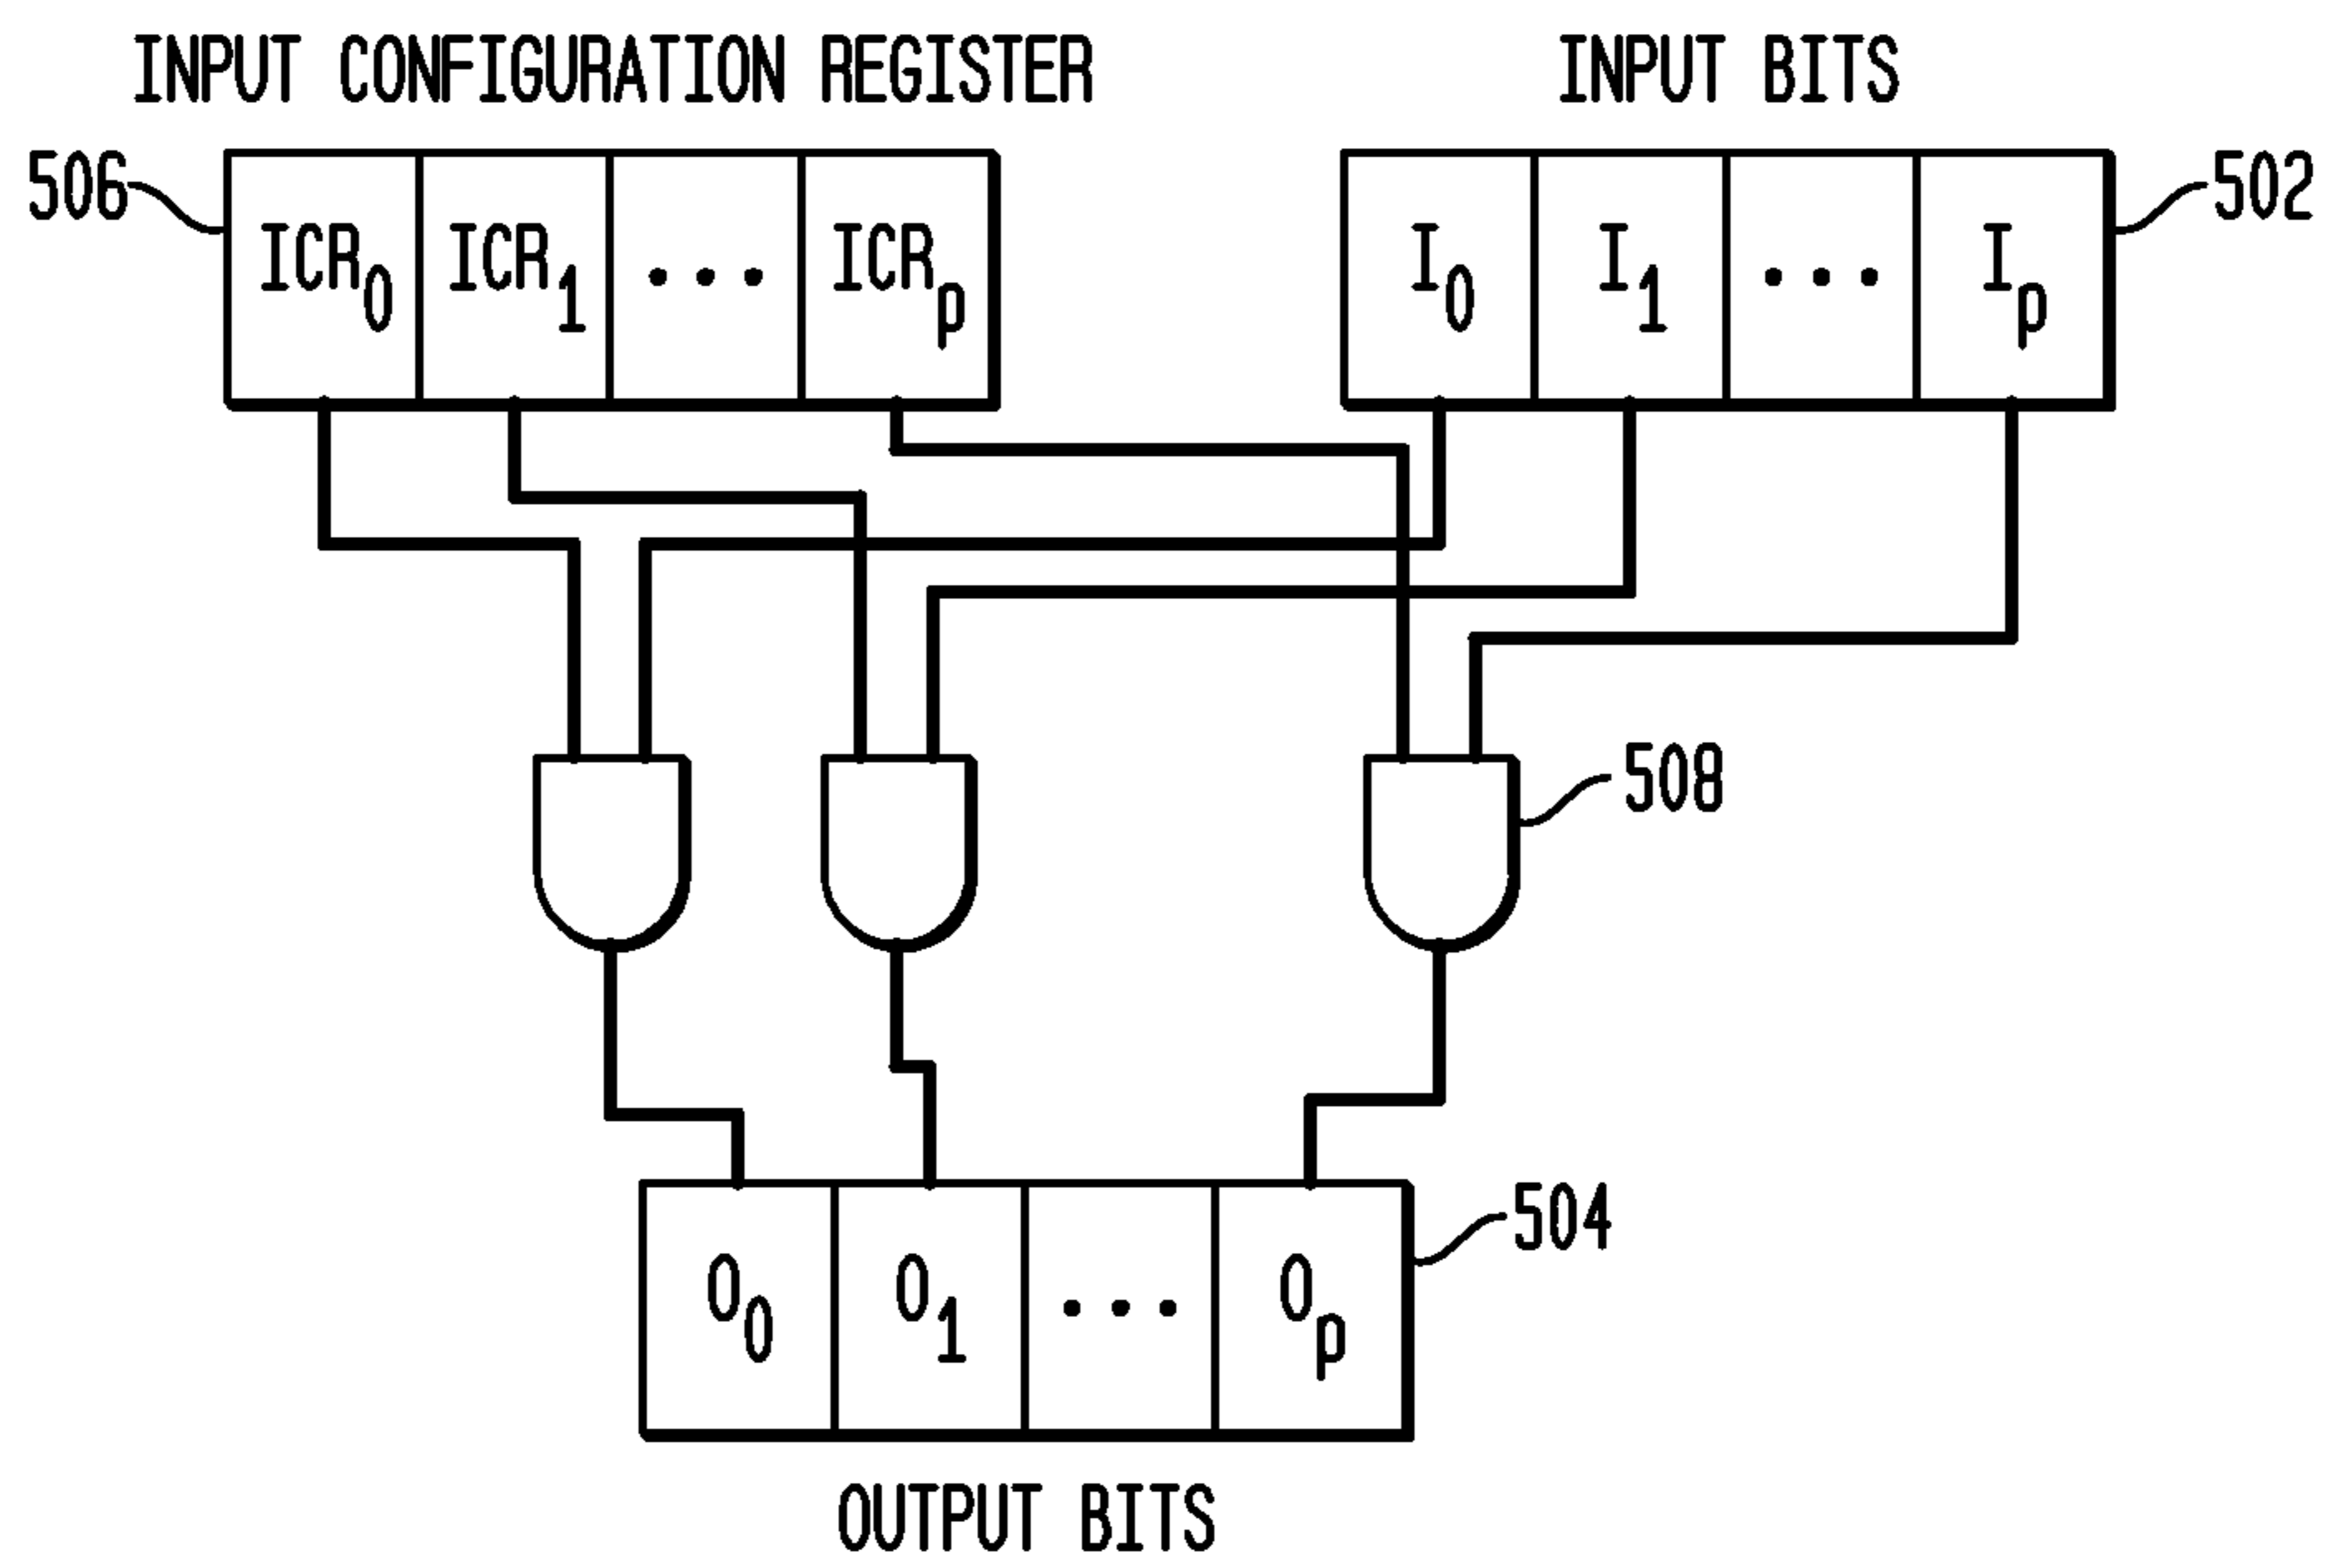 INPUT CONFIGURATION REGISTER
INPUT BITS
506
ICR0 ICR1 ... ICRp
I0 I1 ... Ip
502
508
504
O0 O1 ... Op
OUTPUT BITS